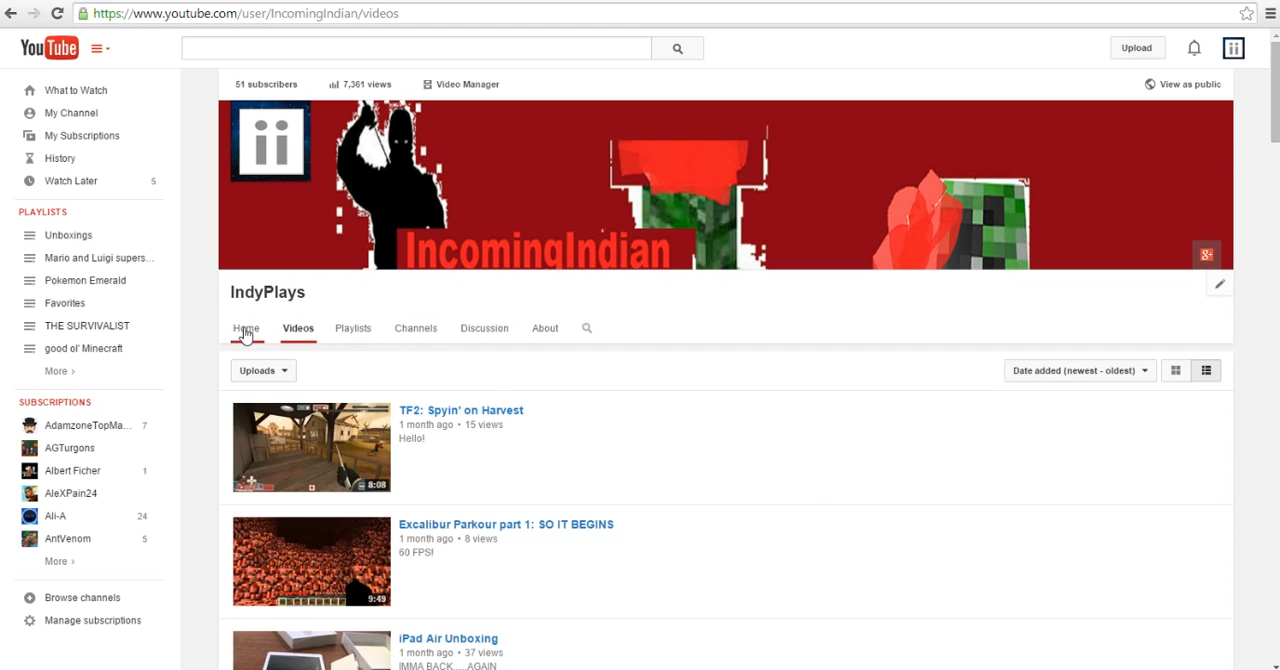 https://www.youtube.com/user/IncomingIndian/videos
YouTube
Upload
ii
What to Watch
My Channel
My Subscriptions
History
Watch Later 5
PLAYLISTS
Unboxings
Mario and Luigi supers...
Pokemon Emerald
Favorites
THE SURVIVALIST
good ol' Minecraft
More ›
SUBSCRIPTIONS
AdamzoneTopMa... 7
AGTurgons
Albert Ficher 1
AleXPain24
Ali-A 24
AntVenom 5
More ›
Browse channels
Manage subscriptions
51 subscribers 7,361 views Video Manager View as public
ii
IncomingIndian
g+
IndyPlays
Home Videos Playlists Channels Discussion About
Uploads Date added (newest - oldest)
TF2: Spyin' on Harvest
1 month ago • 15 views
Hello!
8:08
Excalibur Parkour part 1: SO IT BEGINS
1 month ago • 8 views
60 FPS!
9:49
iPad Air Unboxing
1 month ago • 37 views
IMMA BACK......AGAIN